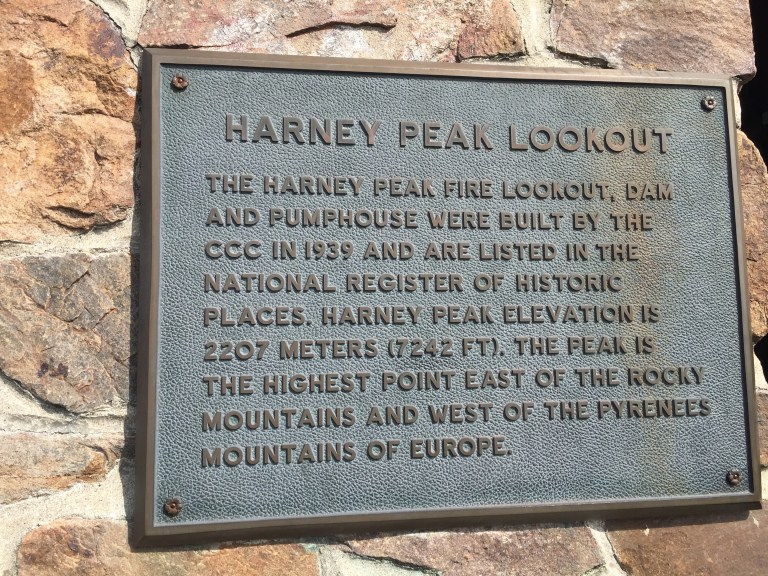 HARNEY PEAK LOOKOUT
THE HARNEY PEAK FIRE LOOKOUT, DAM
AND PUMPHOUSE WERE BUILT BY THE
CCC IN 1939 AND ARE LISTED IN THE
NATIONAL REGISTER OF HISTORIC
PLACES. HARNEY PEAK ELEVATION IS
2207 METERS (7242 FT). THE PEAK IS
THE HIGHEST POINT EAST OF THE ROCKY
MOUNTAINS AND WEST OF THE PYRENEES
MOUNTAINS OF EUROPE.